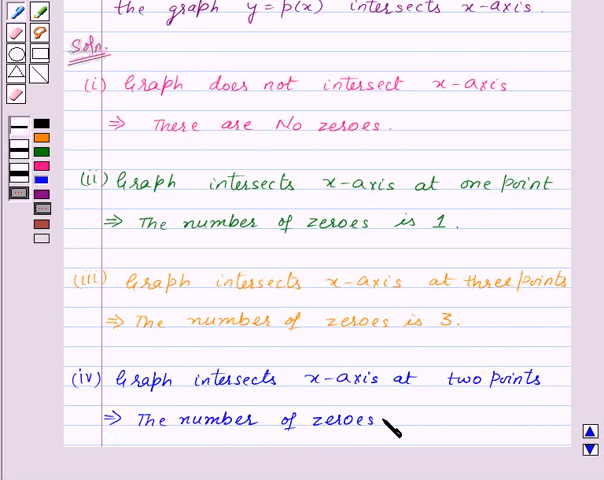 the graph y = p(x) intersects x-axis.
Soln.
(i) Graph does not intersect x-axis
⇒ There are No zeroes.
(ii) Graph intersects x-axis at one point
⇒ The number of zeroes is 1.
(iii) Graph intersects x-axis at three points
⇒ The number of zeroes is 3.
(iv) Graph intersects x-axis at two points
⇒ The number of zeroes